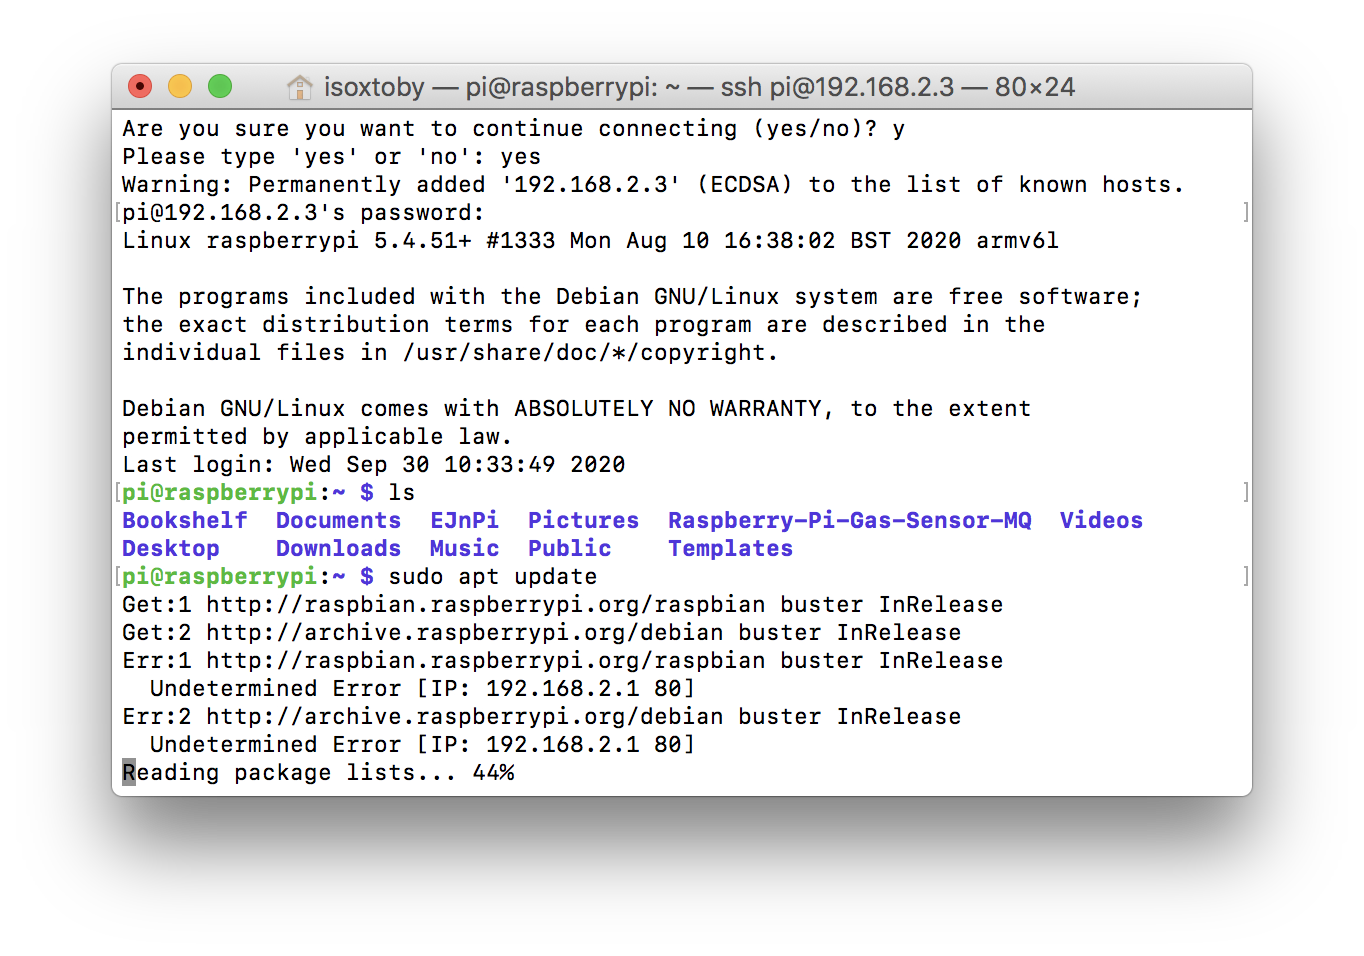 isoxtoby — pi@raspberrypi: ~ — ssh pi@192.168.2.3 — 80×24
Are you sure you want to continue connecting (yes/no)? y
Please type 'yes' or 'no': yes
Warning: Permanently added '192.168.2.3' (ECDSA) to the list of known hosts.
[pi@192.168.2.3's password: ]
Linux raspberrypi 5.4.51+ #1333 Mon Aug 10 16:38:02 BST 2020 armv6l
The programs included with the Debian GNU/Linux system are free software;
the exact distribution terms for each program are described in the
individual files in /usr/share/doc/*/copyright.
Debian GNU/Linux comes with ABSOLUTELY NO WARRANTY, to the extent
permitted by applicable law.
Last login: Wed Sep 30 10:33:49 2020
[pi@raspberrypi:~ $ ls ]
Bookshelf  Documents  EJnPi  Pictures  Raspberry-Pi-Gas-Sensor-MQ  Videos
Desktop    Downloads  Music  Public    Templates
[pi@raspberrypi:~ $ sudo apt update ]
Get:1 http://raspbian.raspberrypi.org/raspbian buster InRelease
Get:2 http://archive.raspberrypi.org/debian buster InRelease
Err:1 http://raspbian.raspberrypi.org/raspbian buster InRelease
  Undetermined Error [IP: 192.168.2.1 80]
Err:2 http://archive.raspberrypi.org/debian buster InRelease
  Undetermined Error [IP: 192.168.2.1 80]
Reading package lists... 44%